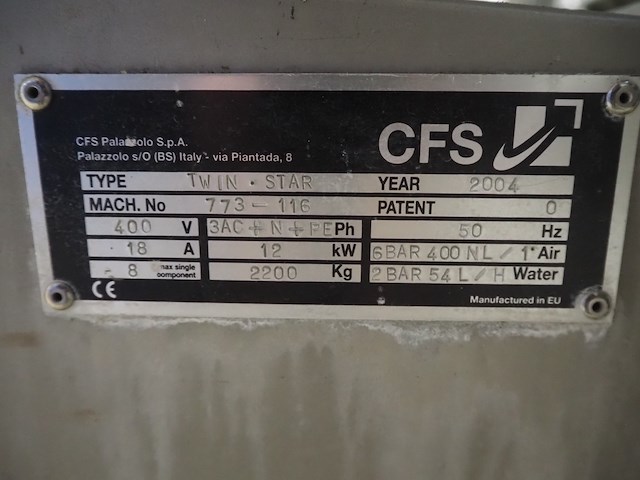 CFS Palazzolo S.p.A.
Palazzolo s/O (BS) Italy - via Piantada, 8
CFS
TYPE TWIN · STAR YEAR 2004
MACH. No 773-116 PATENT 0
400 V 3AC+N+PE Ph 50 Hz
18 A 12 kW 6BAR 400 NL/1' Air
8 max single component 2200 Kg 2BAR 54 L/H Water
CE Manufactured in EU